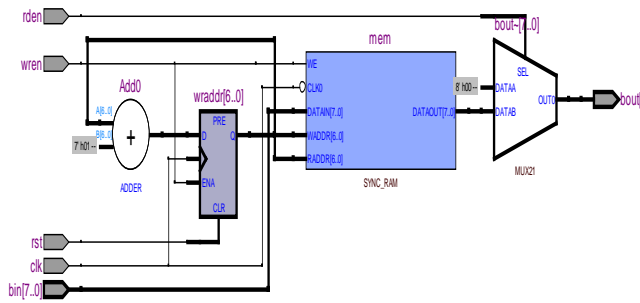 rden
bout~[7..0]
mem
wren
WE
SEL
Add0
wraddr[6..0]
CLK0
8' h00 --
DATAA
OUT0
bout
A[6..0]
PRE
DATAIN[7..0]
DATAOUT[7..0]
DATAB
B[6..0]
+
D
Q
WADDR[6..0]
7' h01 --
RADDR[6..0]
MUX21
ENA
SYNC_RAM
ADDER
CLR
rst
clk
bin[7..0]